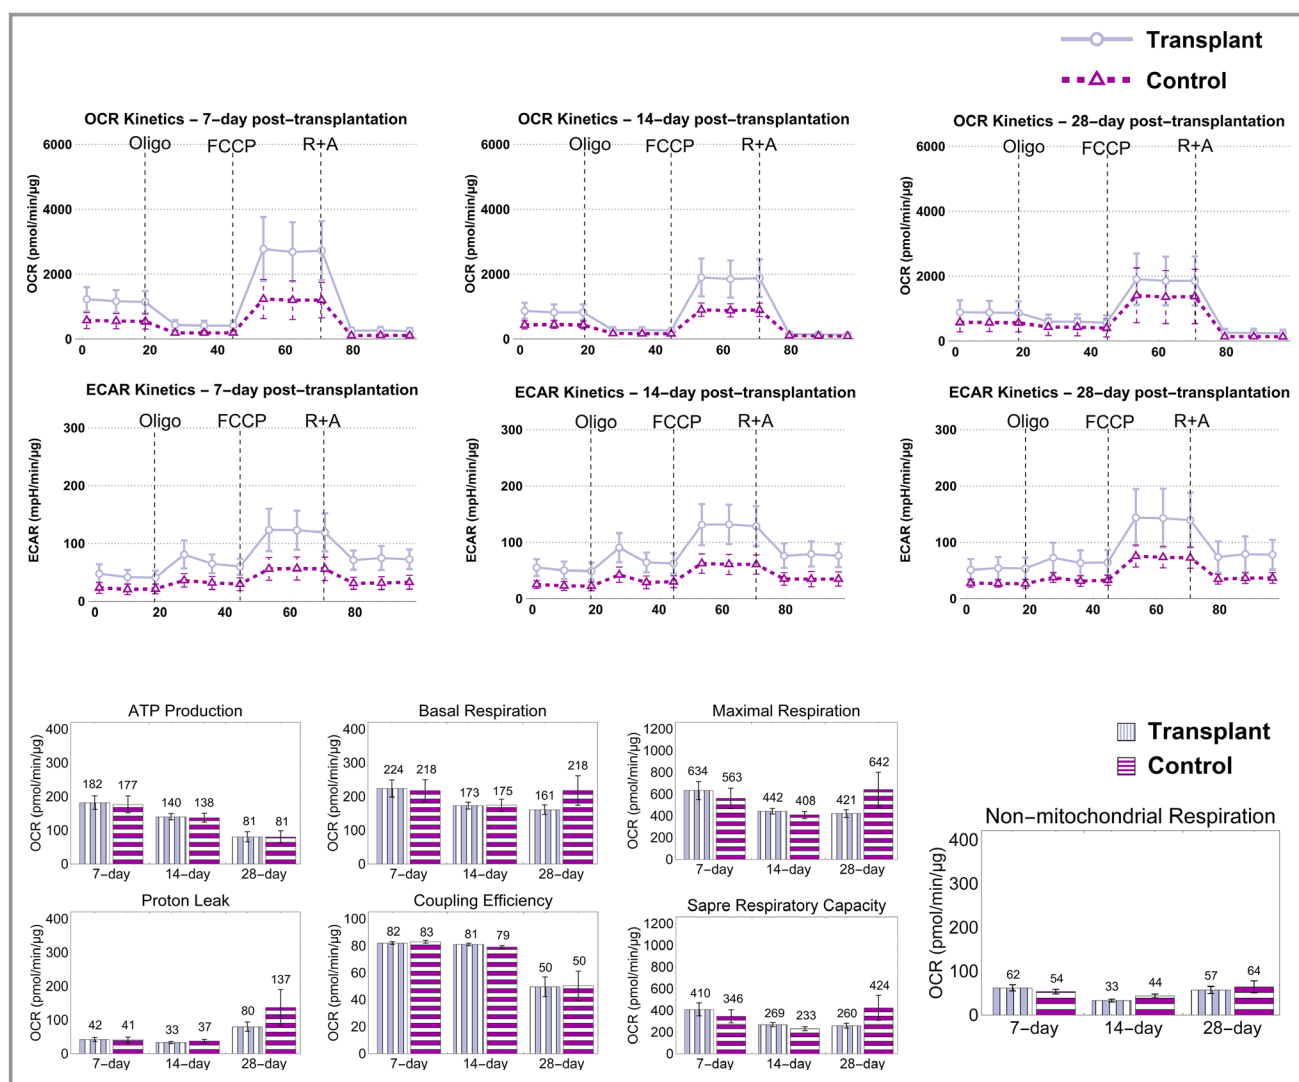 Transplant
Control
OCR Kinetics – 7-day post-transplantation
OCR (pmol/min/µg)
6000
4000
2000
0
Oligo
FCCP
R+A
0 20 40 60 80
OCR Kinetics – 14-day post-transplantation
OCR (pmol/min/µg)
6000
4000
2000
0
Oligo
FCCP
R+A
0 20 40 60 80
OCR Kinetics – 28-day post-transplantation
OCR (pmol/min/µg)
6000
4000
2000
0
Oligo
FCCP
R+A
0 20 40 60 80
ECAR Kinetics – 7-day post-transplantation
ECAR (mpH/min/µg)
300
200
100
0
Oligo
FCCP
R+A
0 20 40 60 80
ECAR Kinetics – 14-day post-transplantation
ECAR (mpH/min/µg)
300
200
100
0
Oligo
FCCP
R+A
0 20 40 60 80
ECAR Kinetics – 28-day post-transplantation
ECAR (mpH/min/µg)
300
200
100
0
Oligo
FCCP
R+A
0 20 40 60 80
ATP Production
OCR (pmol/min/µg)
400
300
200
100
0
182 177 140 138 81 81
7-day 14-day 28-day
Basal Respiration
OCR (pmol/min/µg)
400
300
200
100
0
224 218 173 175 161 218
7-day 14-day 28-day
Maximal Respiration
OCR (pmol/min/µg)
1200
1000
800
600
400
200
0
634 563 442 408 421 642
7-day 14-day 28-day
Transplant
Control
Proton Leak
OCR (pmol/min/µg)
400
300
200
100
0
42 41 33 37 80 137
7-day 14-day 28-day
Coupling Efficiency
OCR (pmol/min/µg)
100
80
60
40
20
0
82 83 81 79 50 50
7-day 14-day 28-day
Sapre Respiratory Capacity
OCR (pmol/min/µg)
1200
1000
800
600
400
200
0
410 346 269 233 260 424
7-day 14-day 28-day
Non-mitochondrial Respiration
OCR (pmol/min/µg)
400
300
200
100
0
62 54 33 44 57 64
7-day 14-day 28-day